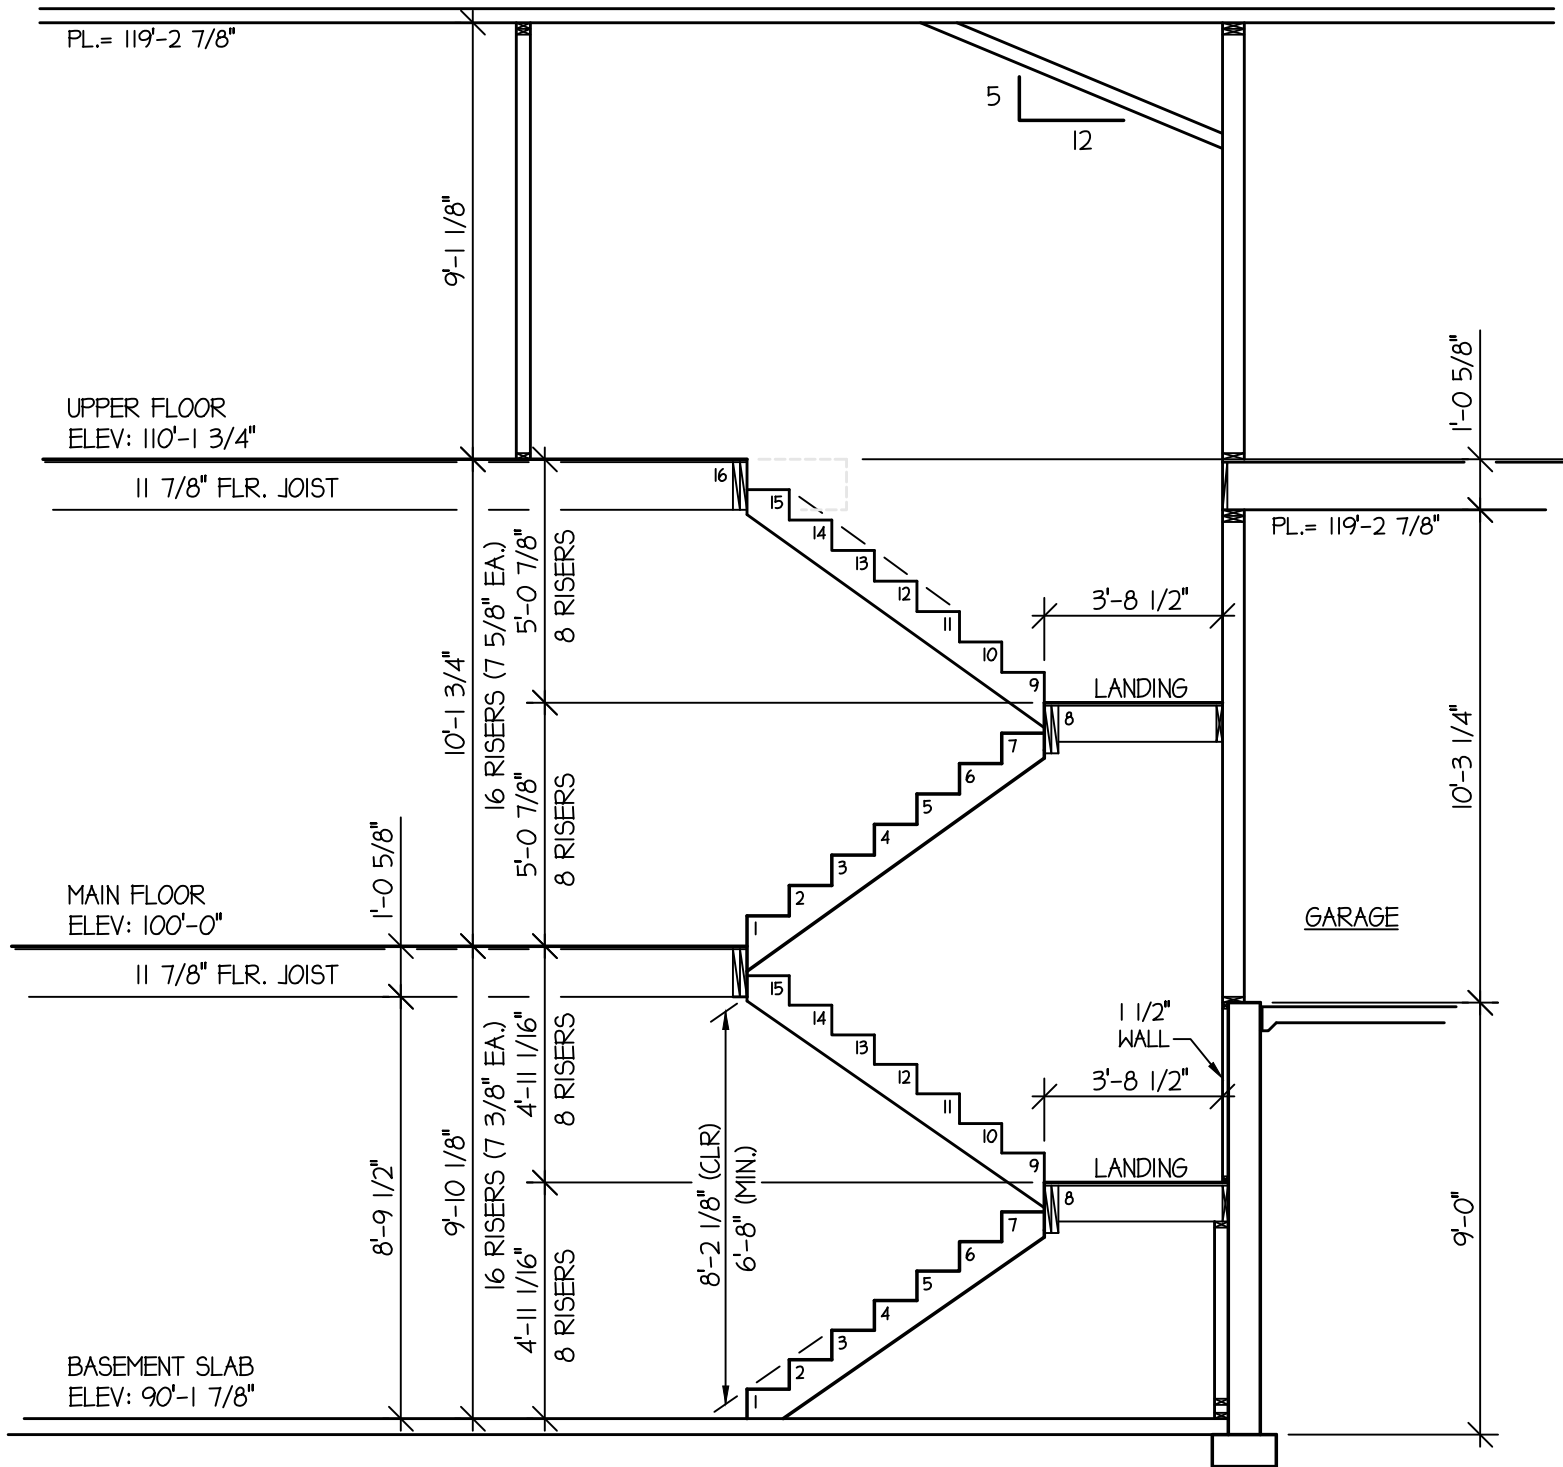 PL.= 119'-2 7/8"
5
12
9'-1 1/8"
1'-0 5/8"
UPPER FLOOR
ELEV: 110'-1 3/4"
11 7/8" FLR. JOIST
16
15
14
13
12
11
10
9
PL.= 119'-2 7/8"
10'-1 3/4"
16 RISERS (7 5/8" EA.)
5'-0 7/8"
8 RISERS
3'-8 1/2"
LANDING
8
7
6
5
4
3
2
1
5'-0 7/8"
8 RISERS
10'-3 1/4"
1'-0 5/8"
MAIN FLOOR
ELEV: 100'-0"
11 7/8" FLR. JOIST
GARAGE
15
14
13
12
11
10
9
1 1/2"
WALL
3'-8 1/2"
LANDING
8
7
6
5
4
3
2
1
8'-9 1/2"
9'-10 1/8"
16 RISERS (7 3/8" EA.)
4'-11 1/16"
8 RISERS
4'-11 1/16"
8 RISERS
8'-2 1/8" (CLR)
6'-8" (MIN.)
9'-0"
BASEMENT SLAB
ELEV: 90'-1 7/8"